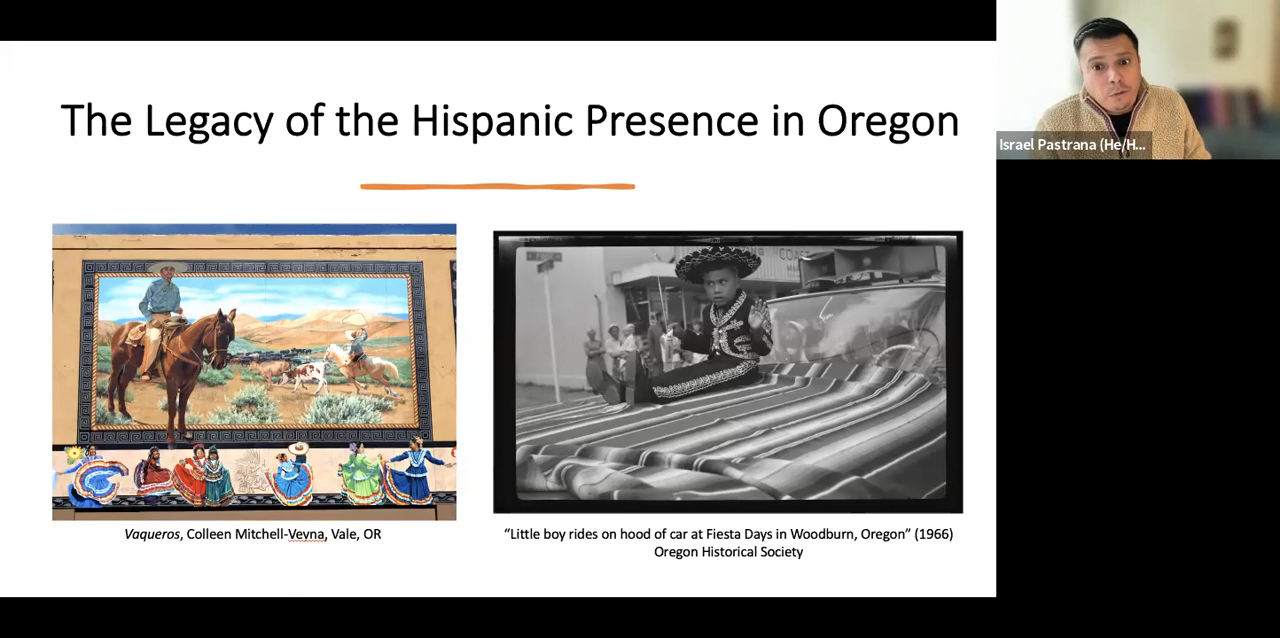 The Legacy of the Hispanic Presence in Oregon
Israel Pastrana (He/H...
COAST
Vaqueros, Colleen Mitchell-Veyna, Vale, OR
“Little boy rides on hood of car at Fiesta Days in Woodburn, Oregon” (1966)
Oregon Historical Society